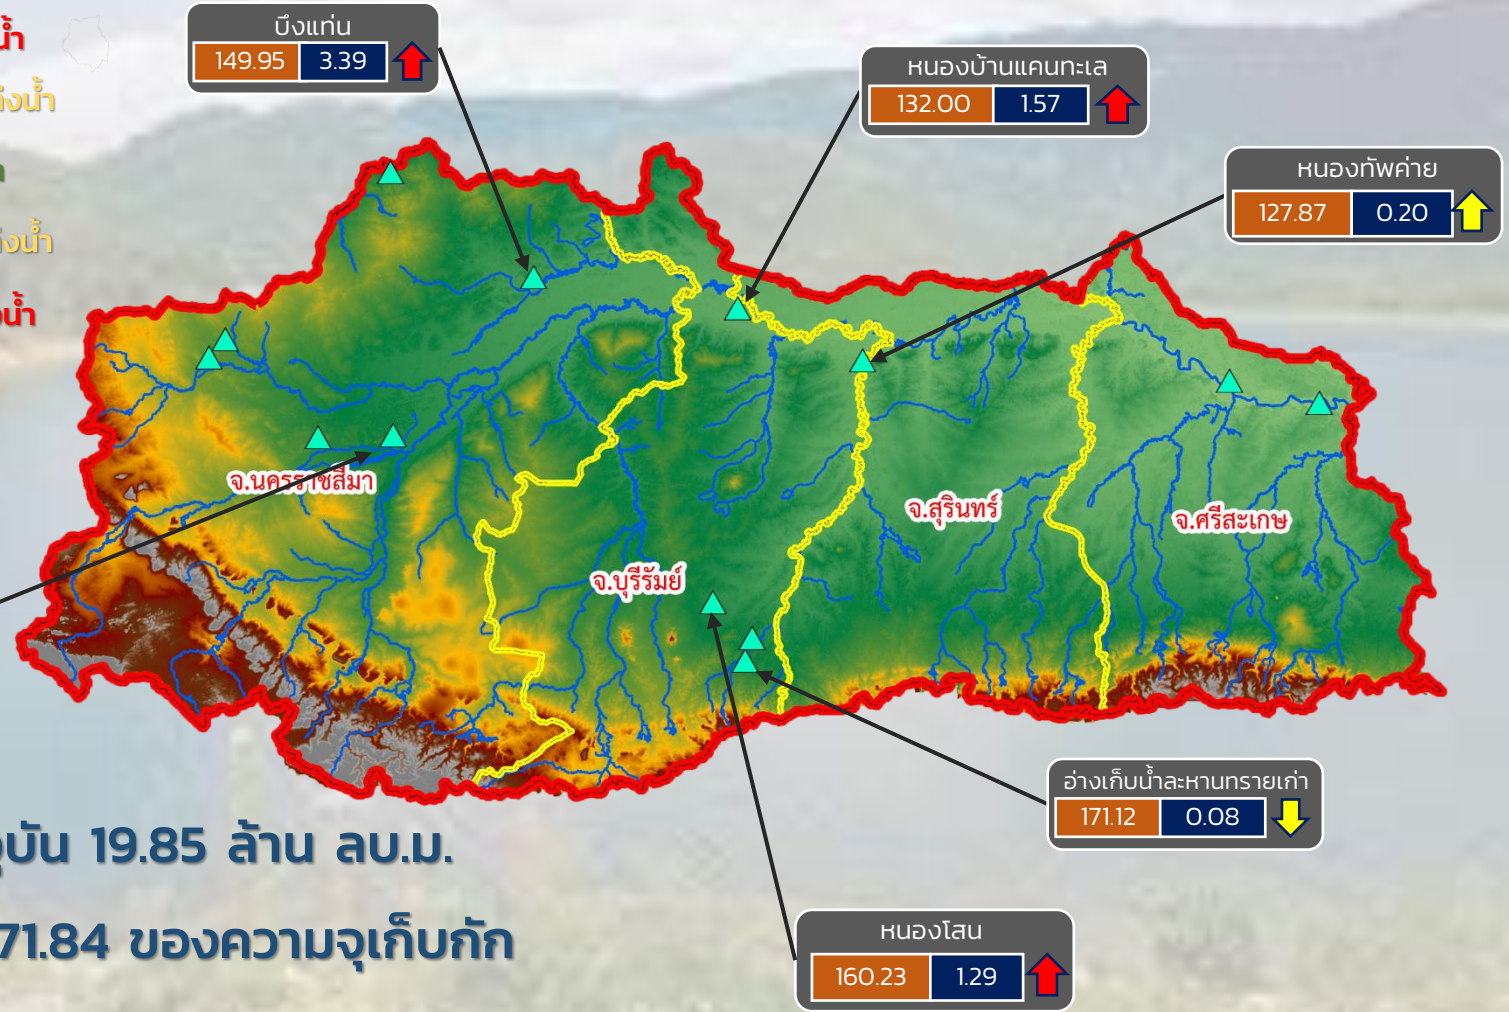 บึงแท่น
149.95 3.39
หนองบ้านแคนทะเล
132.00 1.57
หนองทัพค่าย
127.87 0.20
จ.นครราชสีมา
จ.สุรินทร์
จ.ศรีสะเกษ
จ.บุรีรัมย์
อ่างเก็บน้ำละหานทรายเก่า
171.12 0.08
19.85 ล้าน ลบ.ม.
71.84 ของความจุเก็บกัก
หนองโสน
160.23 1.29